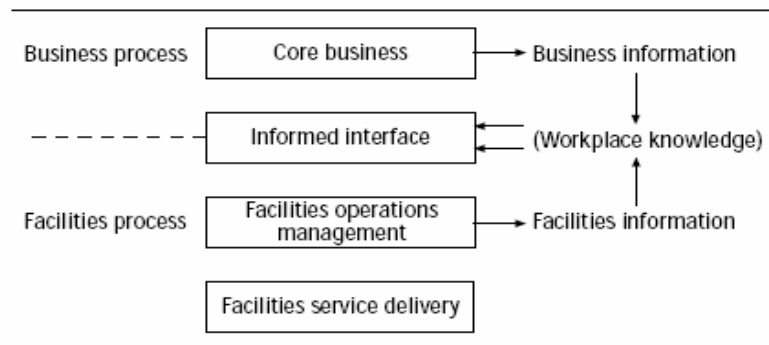 Business process Core business Business information
Informed interface (Workplace knowledge)
Facilities process Facilities operations management Facilities information
Facilities service delivery